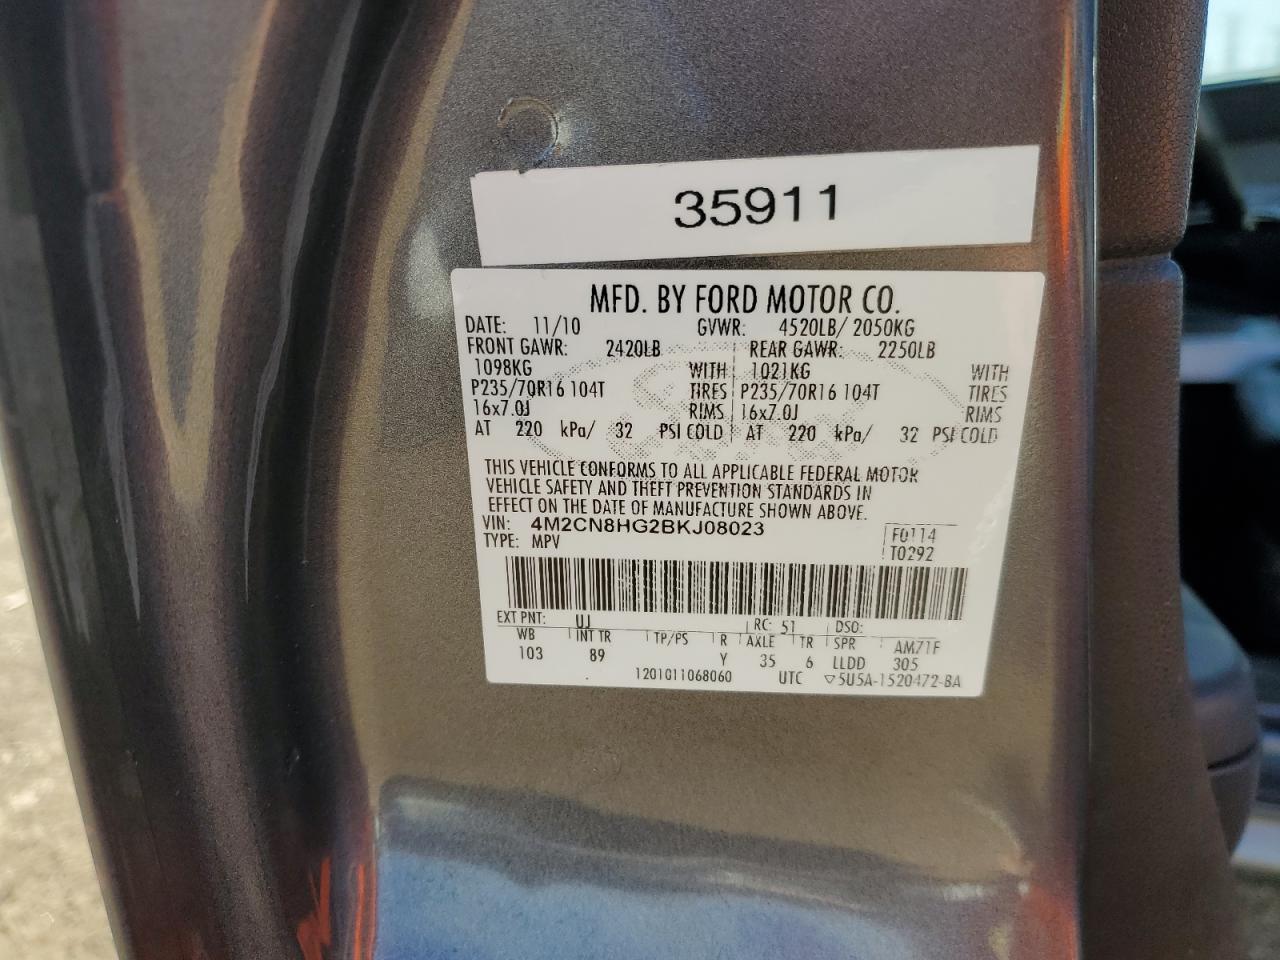 35911
MFD. BY FORD MOTOR CO.
DATE: 11/10 GVWR: 4520LB/ 2050KG
FRONT GAWR: 2420LB REAR GAWR: 2250LB
1098KG WITH 1021KG WITH
P235/70R16 104T TIRES P235/70R16 104T TIRES
16x7.0J RIMS 16x7.0J RIMS
AT 220 kPa/ 32 PSI COLD AT 220 kPa/ 32 PSI COLD
THIS VEHICLE CONFORMS TO ALL APPLICABLE FEDERAL MOTOR
VEHICLE SAFETY AND THEFT PREVENTION STANDARDS IN
EFFECT ON THE DATE OF MANUFACTURE SHOWN ABOVE.
VIN: 4M2CN8HG2BKJ08023 F0114
TYPE: MPV T0292
EXT PNT: UJ RC: 51 DSO:
WB INT TR TP/PS R AXLE TR SPR AM71F
103 89 Y 35 6 LLDD 305
1201011068060 UTC ▽5U5A-1520472-BA